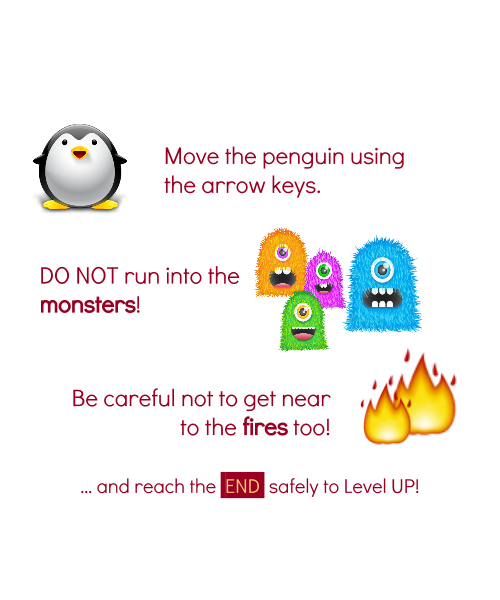 Move the penguin using
the arrow keys.
DO NOT run into the
monsters!
Be careful not to get near
to the fires too!
... and reach the END safely to Level UP!